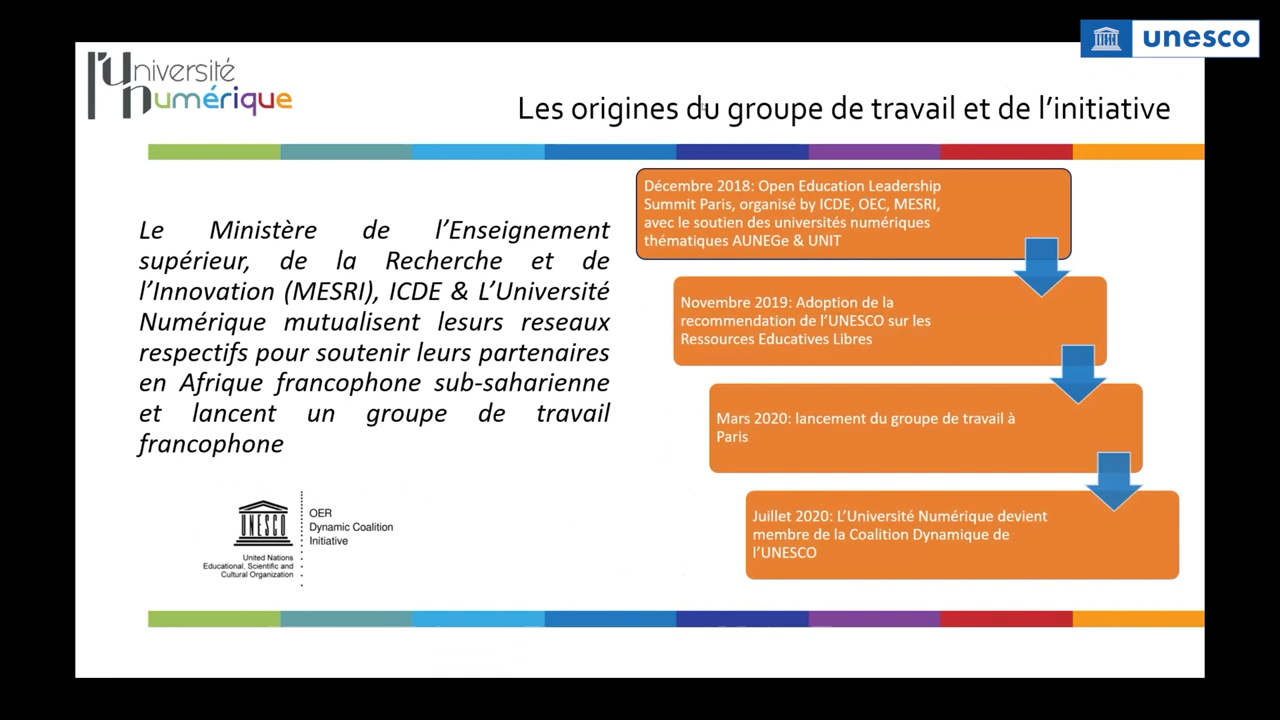 unesco
l'Université
numérique
Les origines du groupe de travail et de l'initiative
Le Ministère de l'Enseignement
supérieur, de la Recherche et de
l'Innovation (MESRI), ICDE & L'Université
Numérique mutualisent lesurs reseaux
respectifs pour soutenir leurs partenaires
en Afrique francophone sub-saharienne
et lancent un groupe de travail
francophone
Décembre 2018: Open Education Leadership
Summit Paris, organisé by ICDE, OEC, MESRI,
avec le soutien des universités numériques
thématiques AUNEGe & UNIT
Novembre 2019: Adoption de la
recommendation de l'UNESCO sur les
Ressources Educatives Libres
Mars 2020: lancement du groupe de travail à
Paris
Juillet 2020: L'Université Numérique devient
membre de la Coalition Dynamique de
l'UNESCO
UNESCO
United Nations
Educational, Scientific and
Cultural Organization
OER
Dynamic Coalition
Initiative